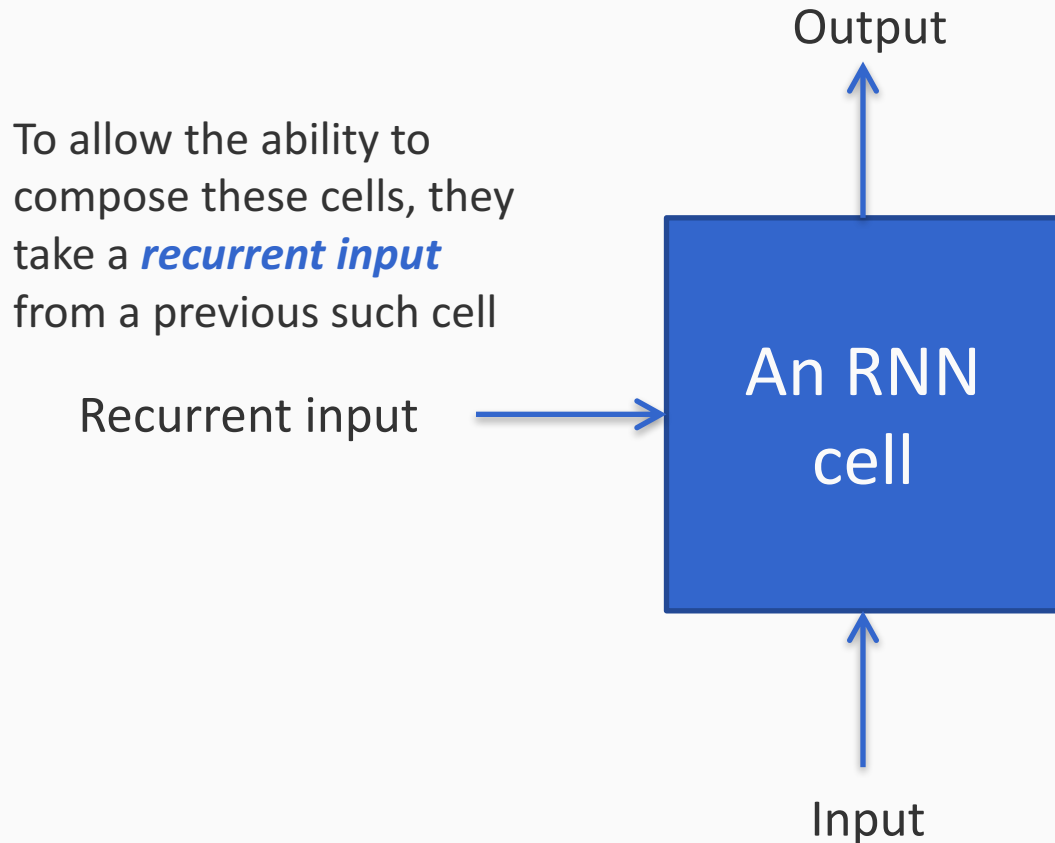 Output
To allow the ability to
compose these cells, they
take a recurrent input
from a previous such cell
Recurrent input
An RNN
cell
Input